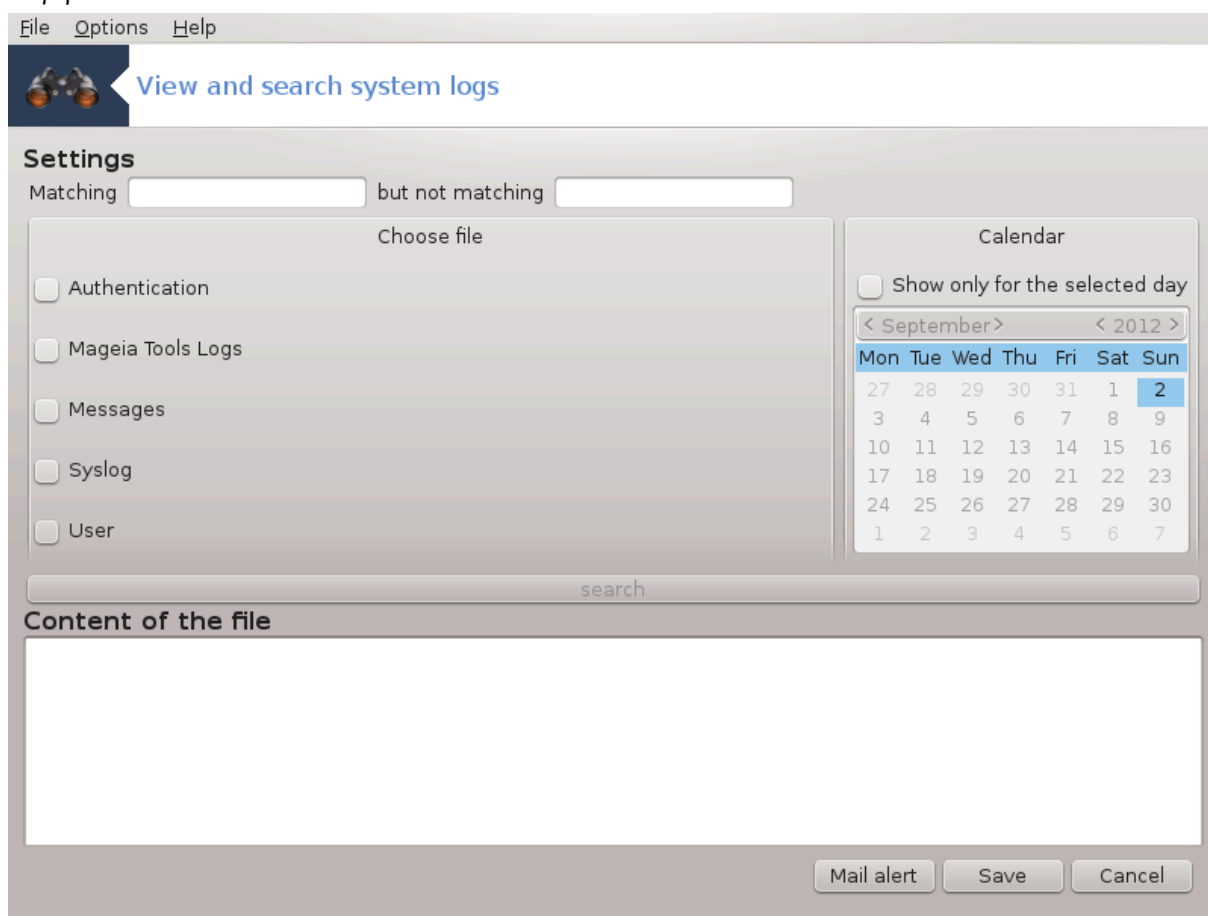 File Options Help
View and search system logs
Settings
Matching but not matching
Choose file
Authentication
Mageia Tools Logs
Messages
Syslog
User
Calendar
Show only for the selected day
< September> < 2012 >
Mon Tue Wed Thu Fri Sat Sun
27 28 29 30 31 1 2
3 4 5 6 7 8 9
10 11 12 13 14 15 16
17 18 19 20 21 22 23
24 25 26 27 28 29 30
1 2 3 4 5 6 7
search
Content of the file
Mail alert Save Cancel